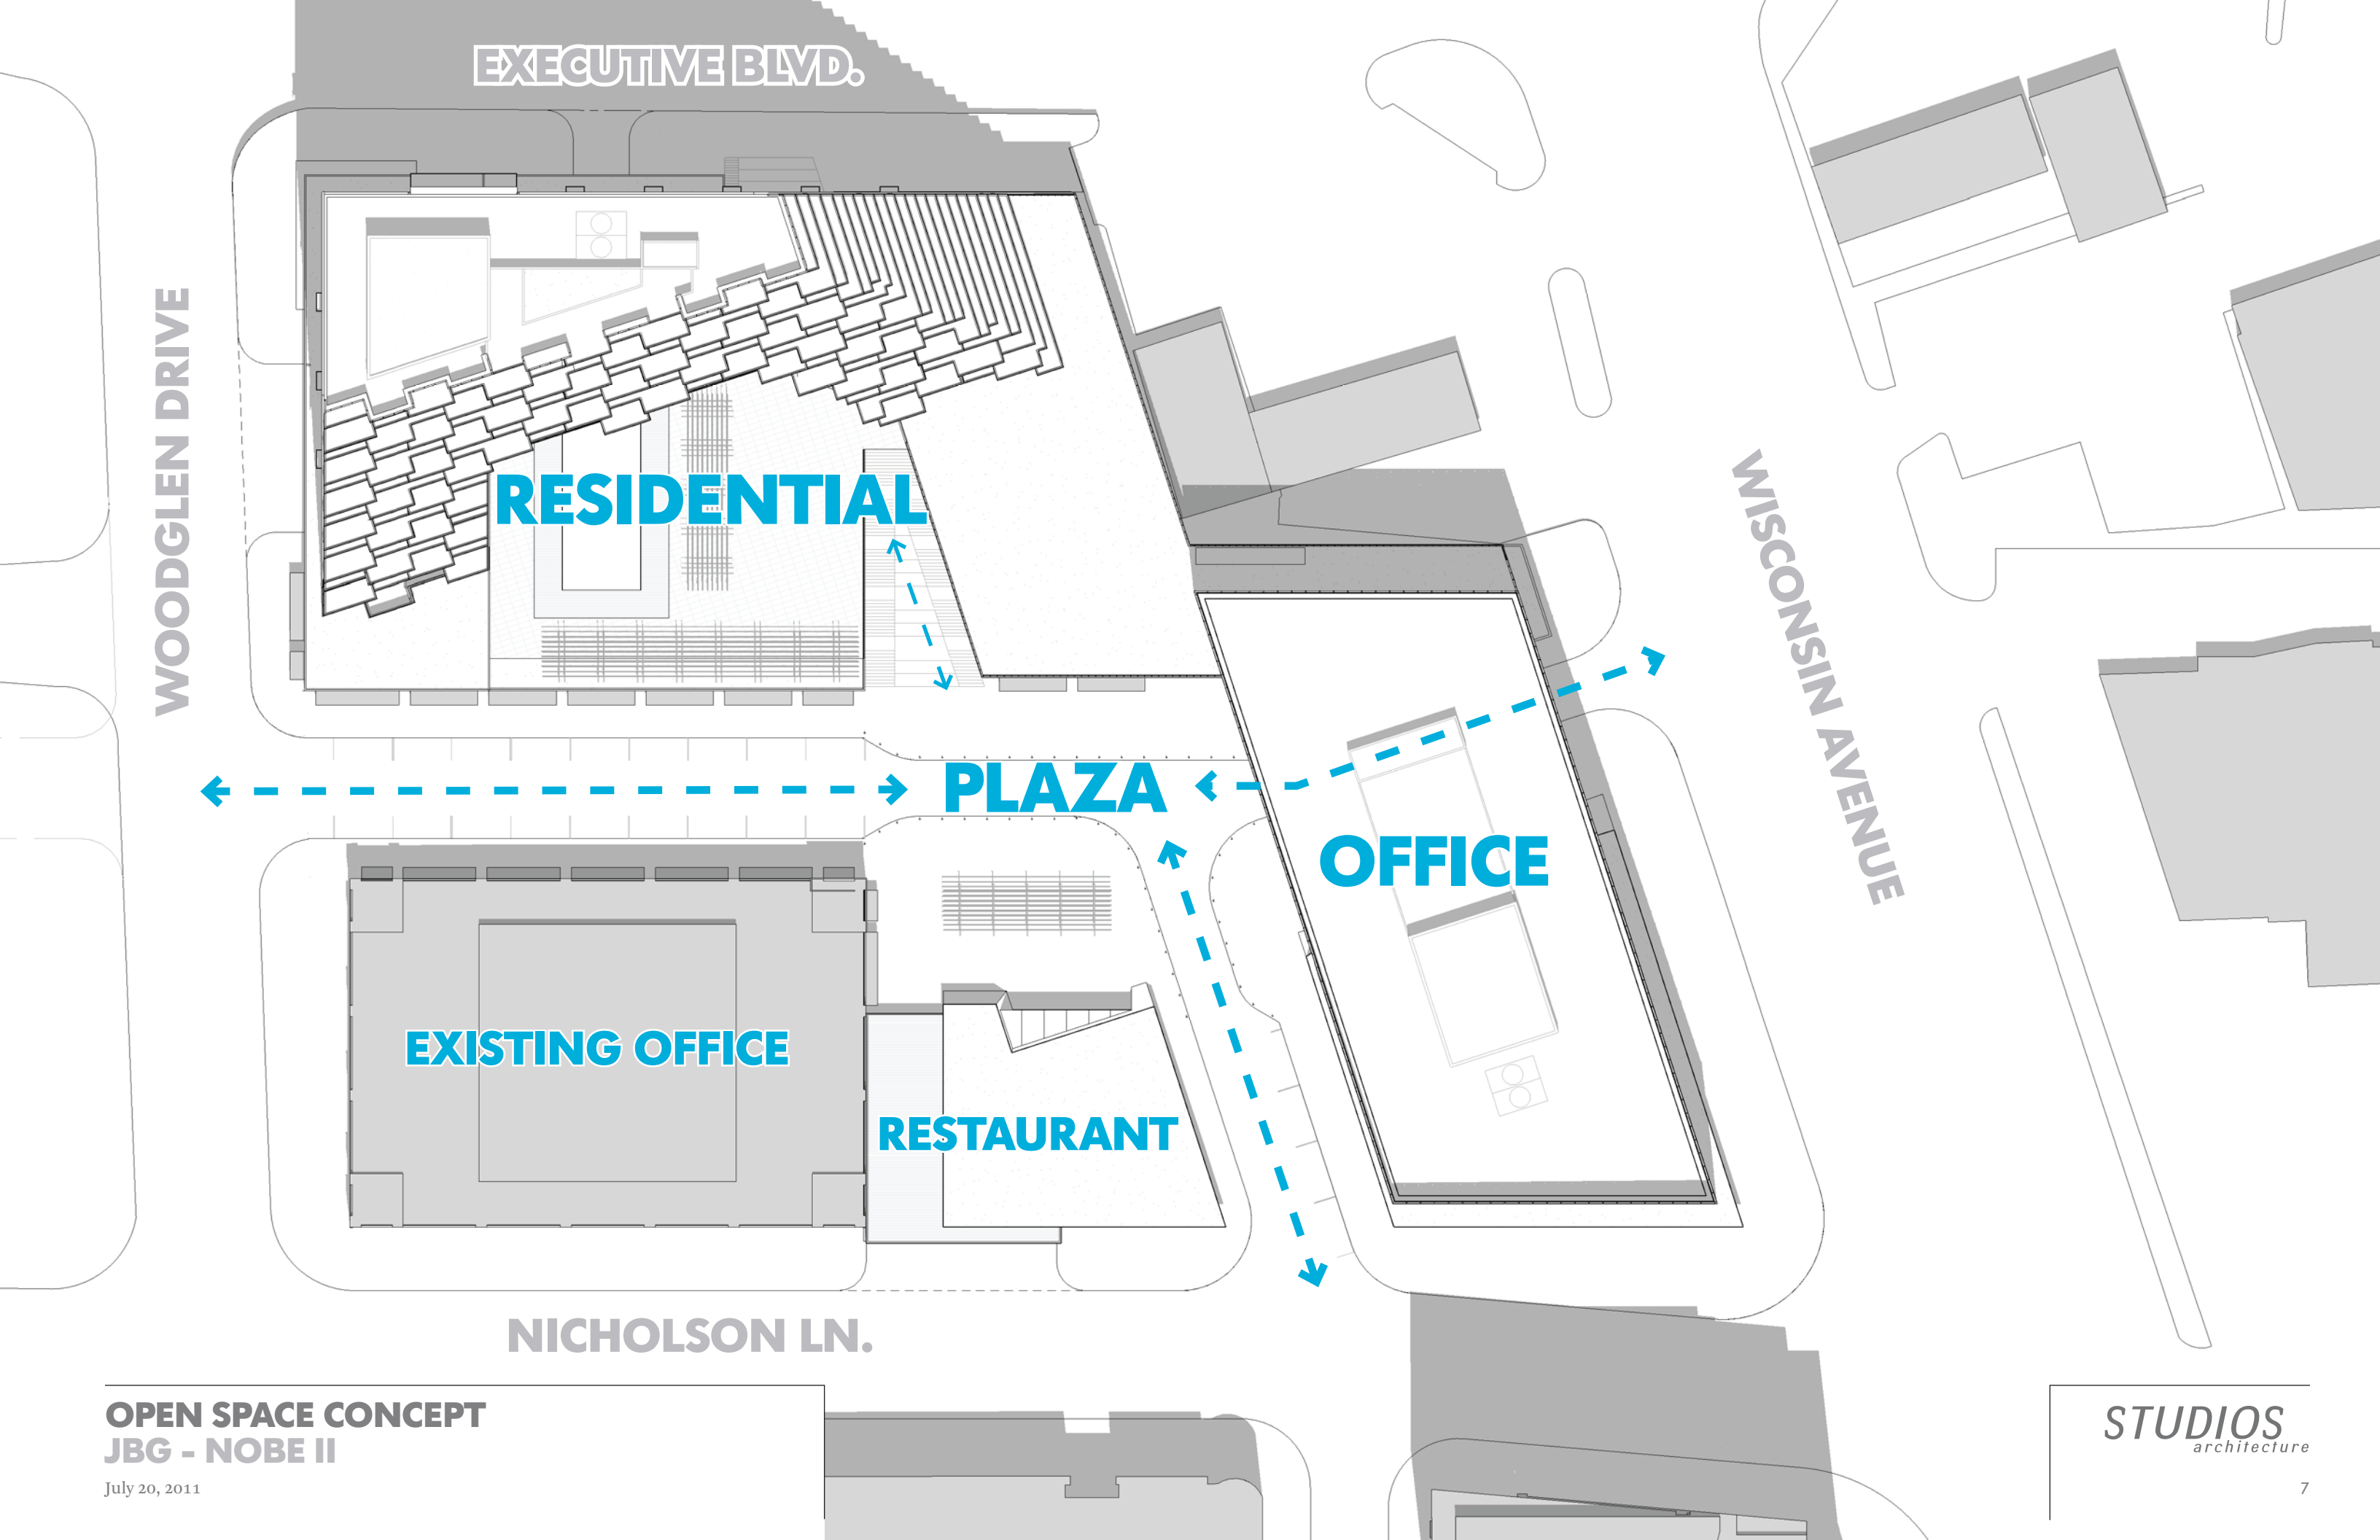 EXECUTIVE BLVD.
WOODGLEN DRIVE
RESIDENTIAL
WISCONSIN AVENUE
PLAZA
OFFICE
EXISTING OFFICE
RESTAURANT
NICHOLSON LN.
OPEN SPACE CONCEPT
JBG - NOBE II
July 20, 2011
STUDIOS
architecture
7